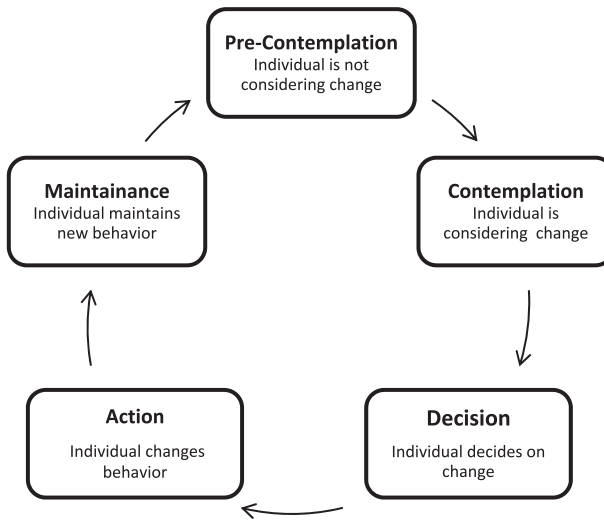 Pre-Contemplation
Individual is not
considering change
Contemplation
Individual is
considering change
Decision
Individual decides on
change
Action
Individual changes
behavior
Maintainance
Individual maintains
new behavior